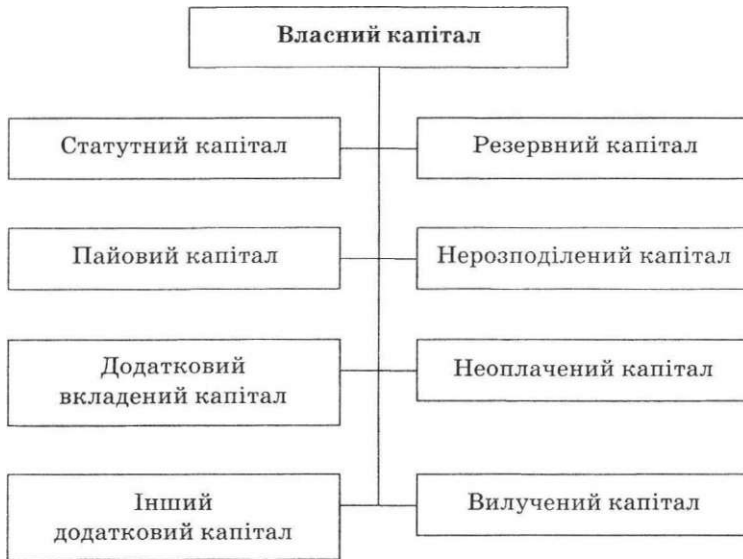 Власний капітал
Статутний капітал
Резервний капітал
Пайовий капітал
Нерозподілений капітал
Додатковий
вкладений капітал
Неоплачений капітал
Інший
додатковий капітал
Вилучений капітал